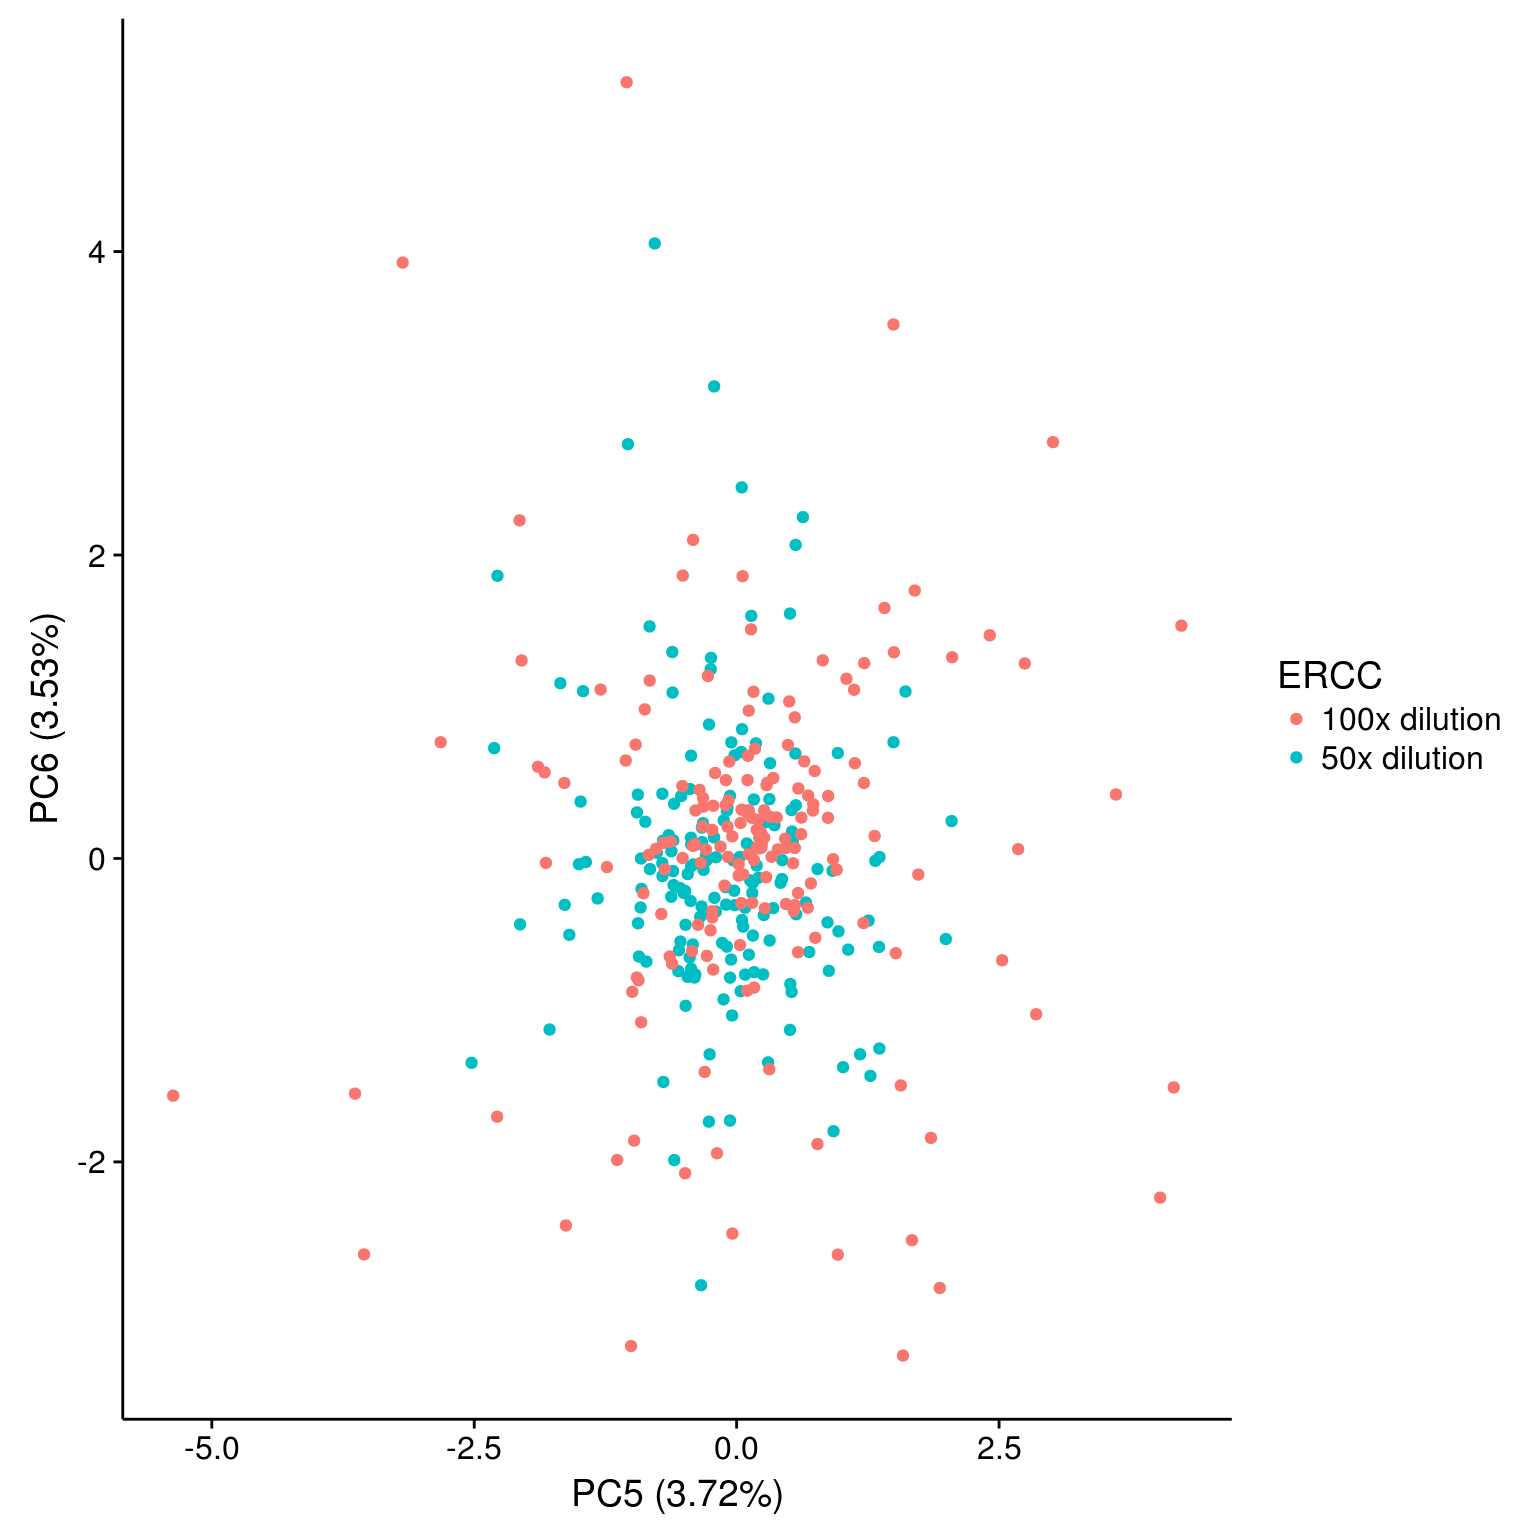 4
2
0
-2
PC6 (3.53%)
-5.0
-2.5
0.0
2.5
PC5 (3.72%)
ERCC
100x dilution
50x dilution